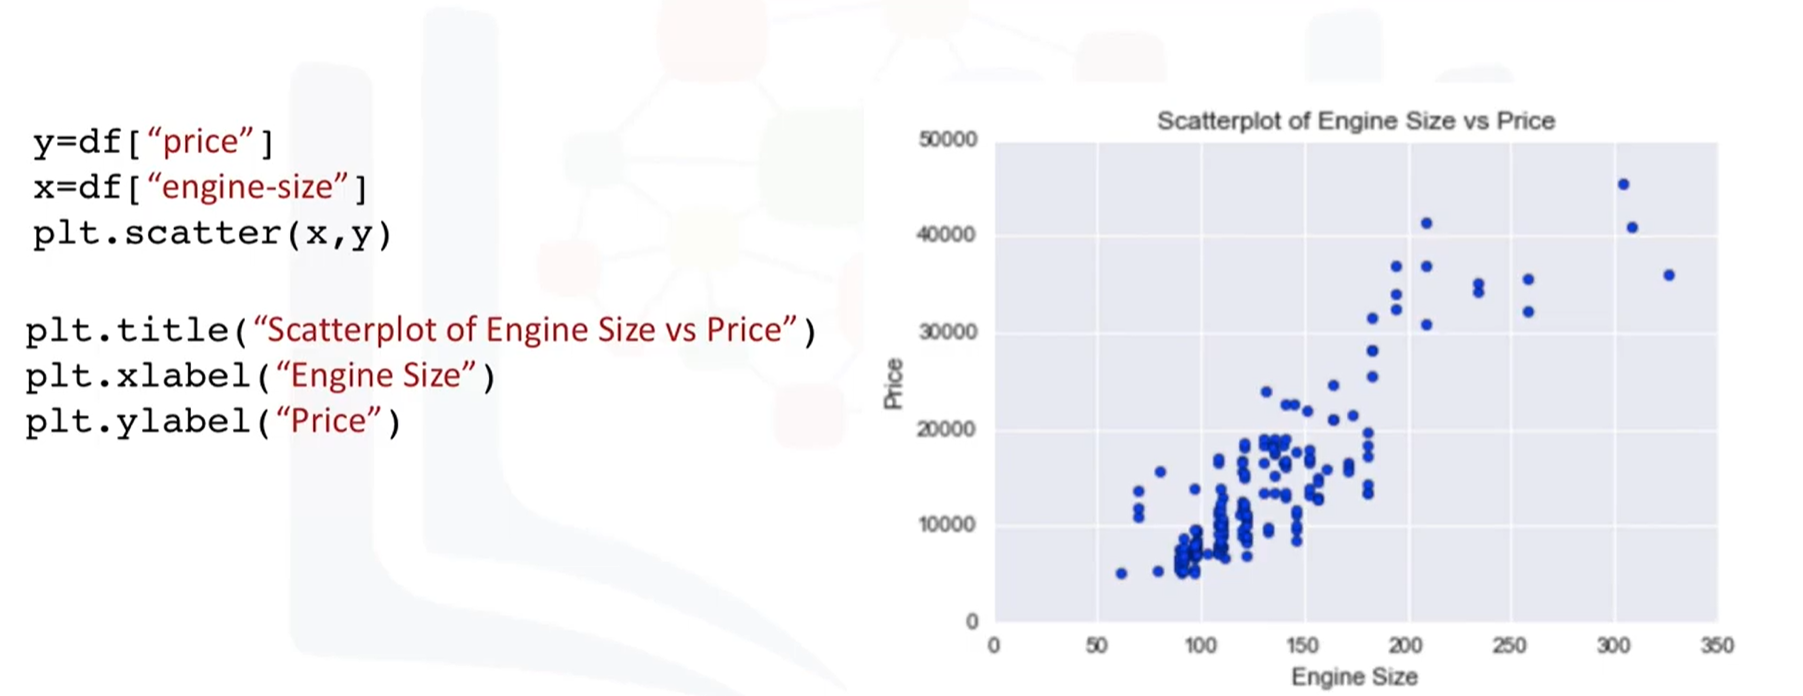 y=df[“price”]
x=df[“engine-size”]
plt.scatter(x,y)
plt.title(“Scatterplot of Engine Size vs Price”)
plt.xlabel(“Engine Size”)
plt.ylabel(“Price”)
Scatterplot of Engine Size vs Price
50000
40000
30000
20000
10000
0
Price
0 50 100 150 200 250 300 350
Engine Size